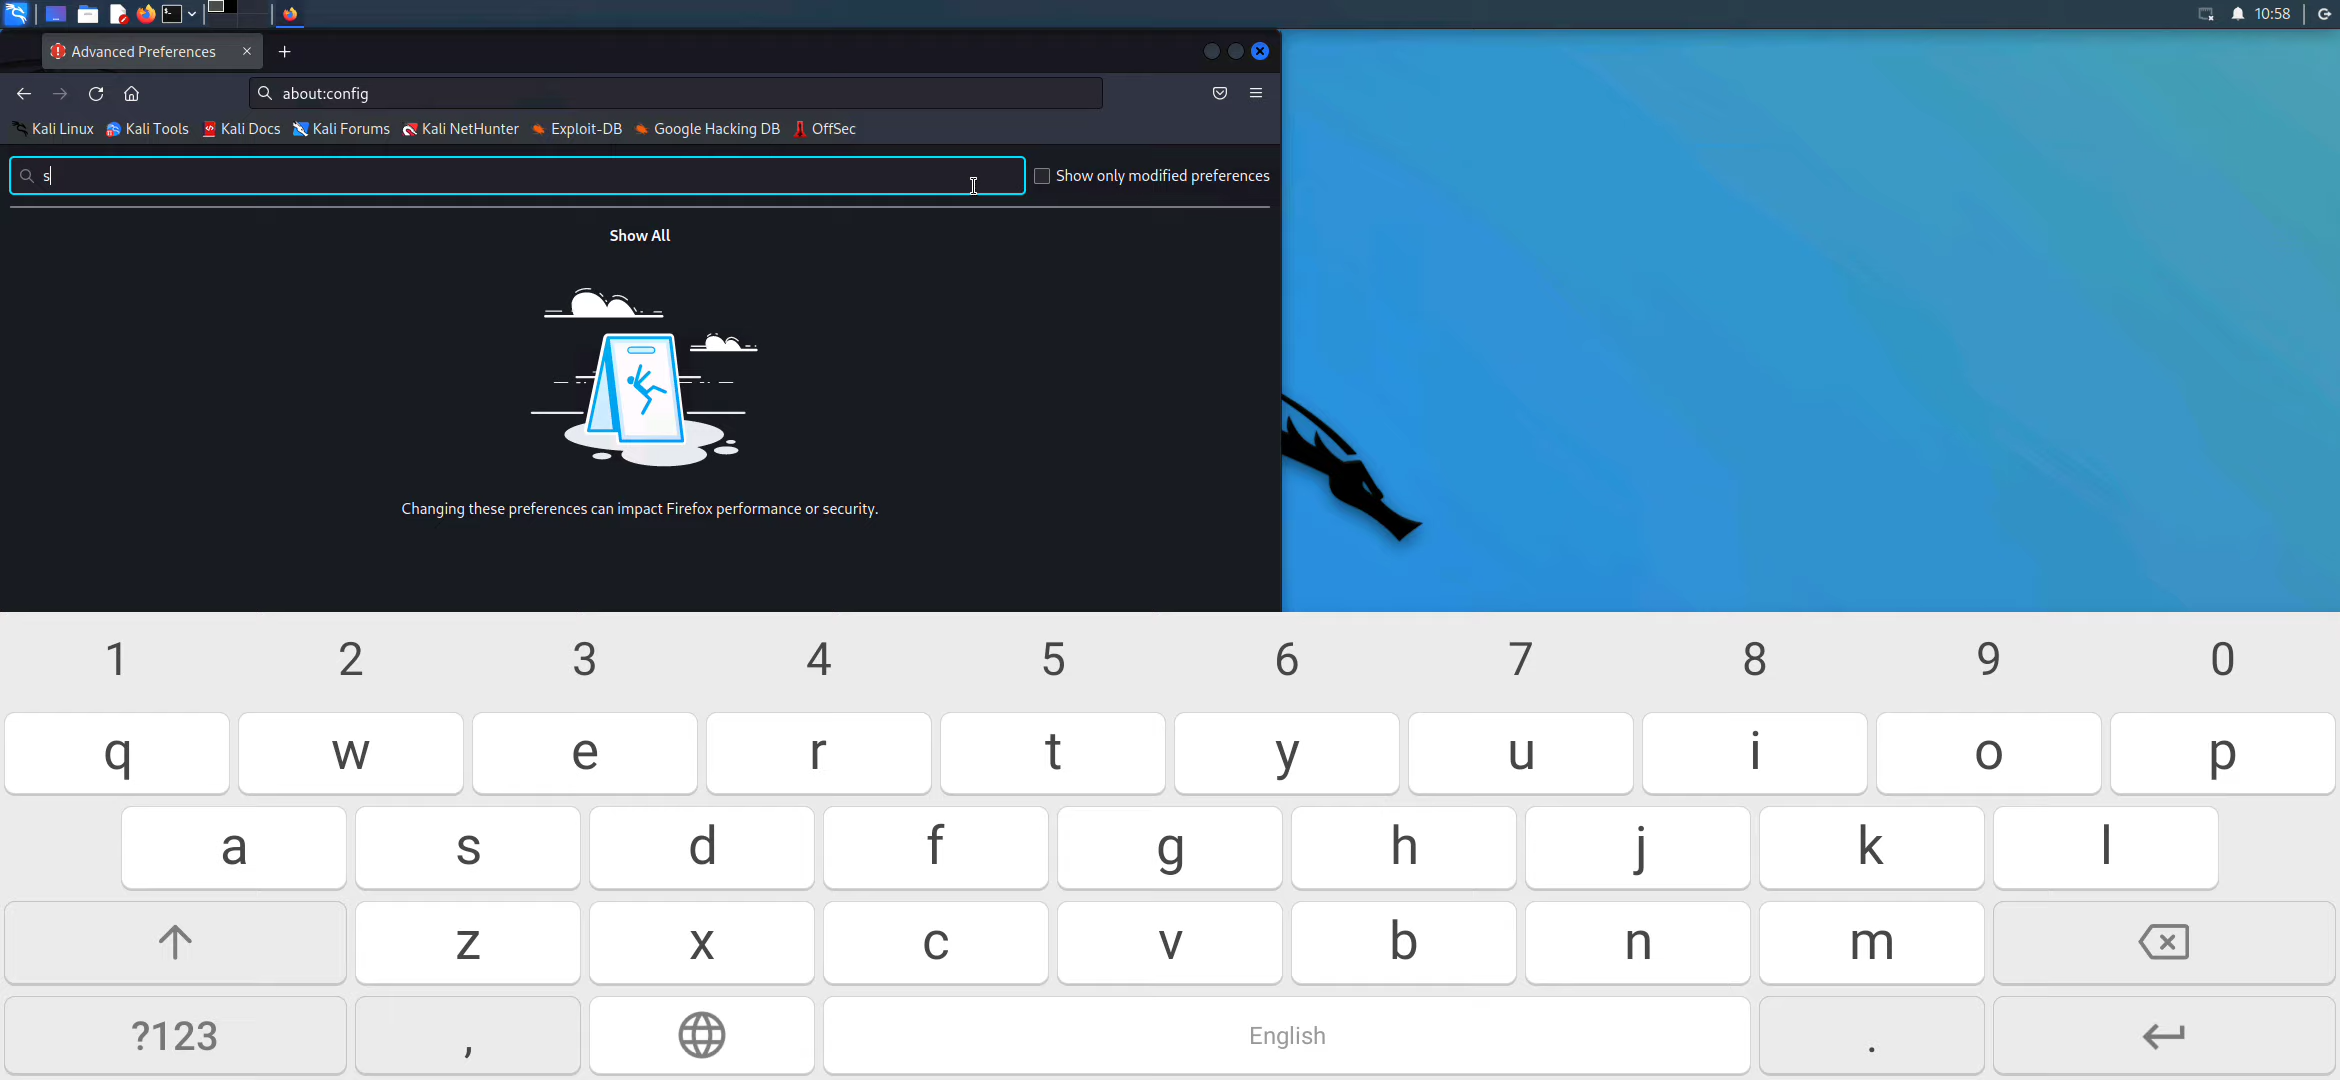 10:58
Advanced Preferences
about:config
Kali Linux Kali Tools Kali Docs Kali Forums Kali NetHunter Exploit-DB Google Hacking DB OffSec
s Show only modified preferences
Show All
Changing these preferences can impact Firefox performance or security.
1 2 3 4 5 6 7 8 9 0
q w e r t y u i o p
a s d f g h j k l
z x c v b n m
?123 , English .